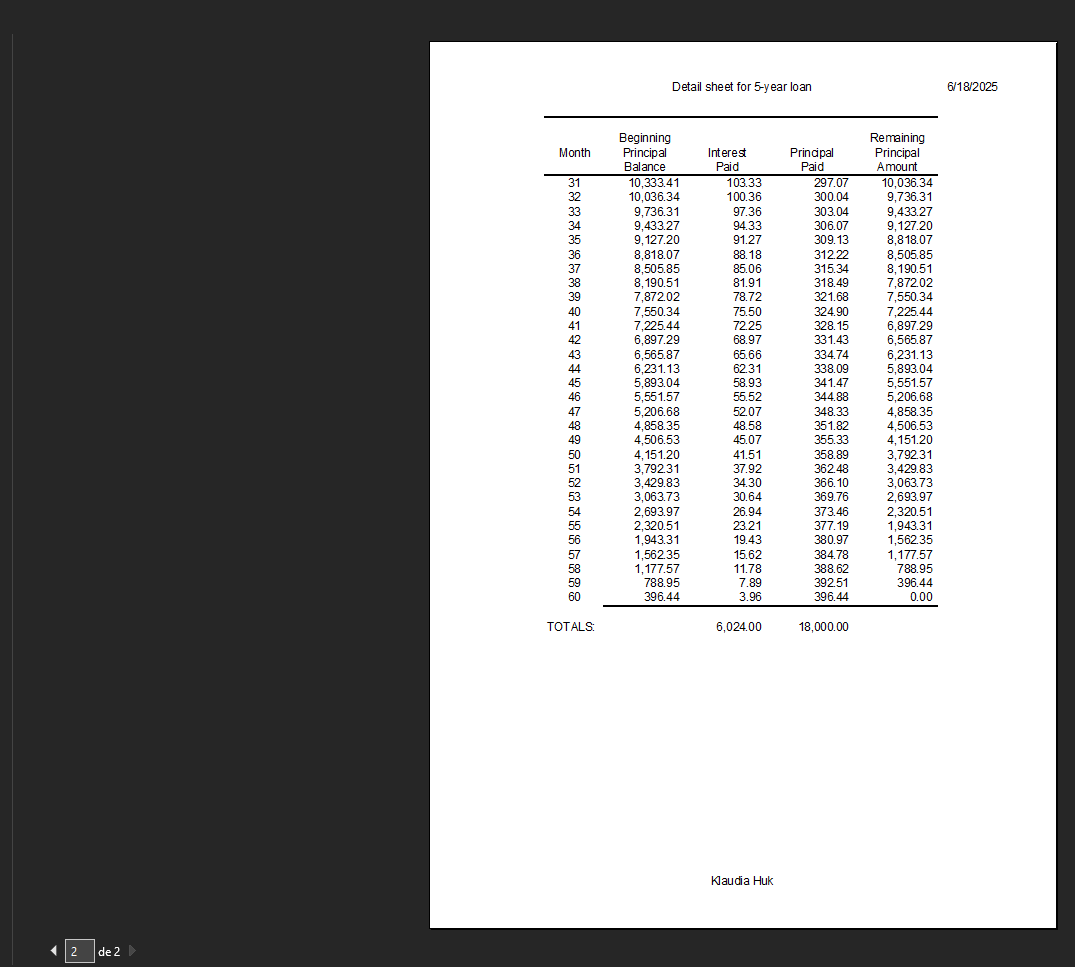 Detail sheet for 5-year loan 6/18/2025
Beginning Remaining
Month Principal Interest Principal Principal
Balance Paid Paid Amount
31 10,333.41 103.33 297.07 10,036.34
32 10,036.34 100.36 300.04 9,736.31
33 9,736.31 97.36 303.04 9,433.27
34 9,433.27 94.33 306.07 9,127.20
35 9,127.20 91.27 309.13 8,818.07
36 8,818.07 88.18 312.22 8,505.85
37 8,505.85 85.06 315.34 8,190.51
38 8,190.51 81.91 318.49 7,872.02
39 7,872.02 78.72 321.68 7,550.34
40 7,550.34 75.50 324.90 7,225.44
41 7,225.44 72.25 328.15 6,897.29
42 6,897.29 68.97 331.43 6,565.87
43 6,565.87 65.66 334.74 6,231.13
44 6,231.13 62.31 338.09 5,893.04
45 5,893.04 58.93 341.47 5,551.57
46 5,551.57 55.52 344.88 5,206.68
47 5,206.68 52.07 348.33 4,858.35
48 4,858.35 48.58 351.82 4,506.53
49 4,506.53 45.07 355.33 4,151.20
50 4,151.20 41.51 358.89 3,792.31
51 3,792.31 37.92 362.48 3,429.83
52 3,429.83 34.30 366.10 3,063.73
53 3,063.73 30.64 369.76 2,693.97
54 2,693.97 26.94 373.46 2,320.51
55 2,320.51 23.21 377.19 1,943.31
56 1,943.31 19.43 380.97 1,562.35
57 1,562.35 15.62 384.78 1,177.57
58 1,177.57 11.78 388.62 788.95
59 788.95 7.89 392.51 396.44
60 396.44 3.96 396.44 0.00
TOTALS: 6,024.00 18,000.00
Klaudia Huk
2 de 2